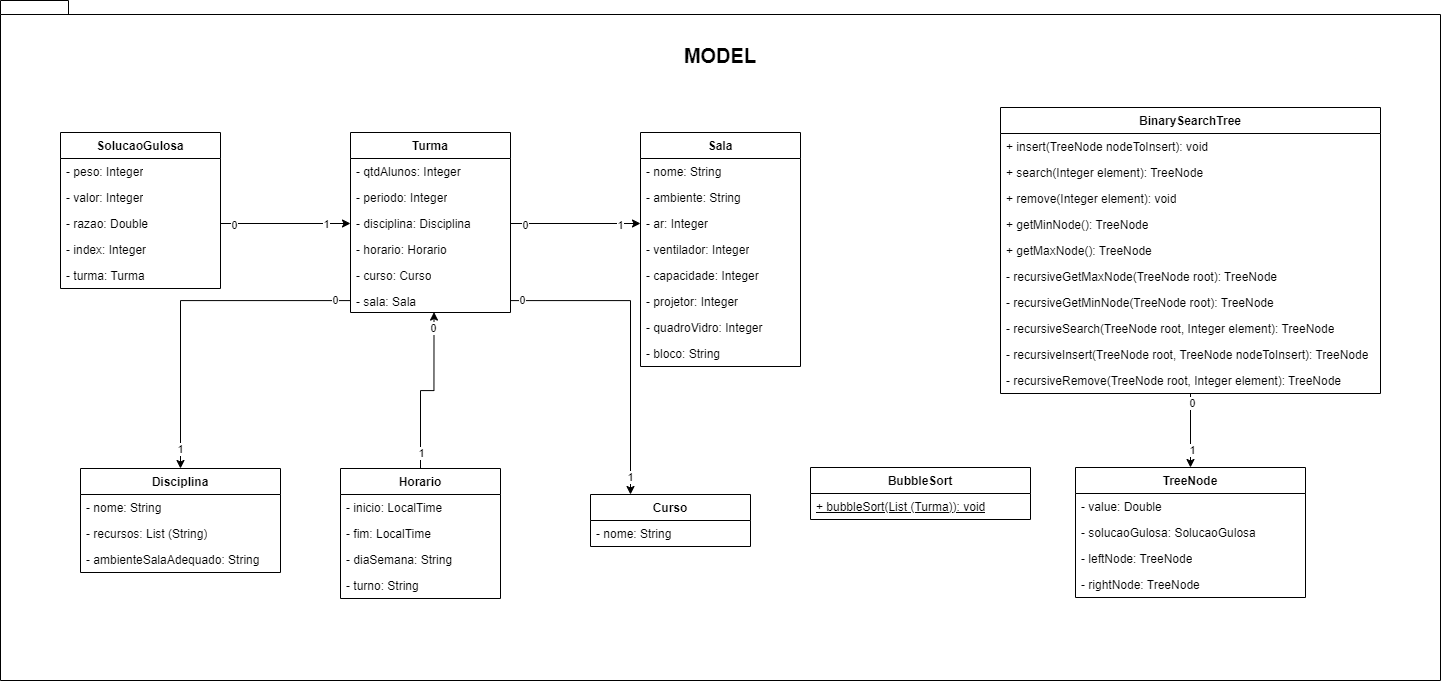 MODEL
SolucaoGulosa
- peso: Integer
- valor: Integer
- razao: Double
- index: Integer
- turma: Turma
0
1
Turma
- qtdAlunos: Integer
- periodo: Integer
- disciplina: Disciplina
- horario: Horario
- curso: Curso
- sala: Sala
0
1
Sala
- nome: String
- ambiente: String
- ar: Integer
- ventilador: Integer
- capacidade: Integer
- projetor: Integer
- quadroVidro: Integer
- bloco: String
BinarySearchTree
+ insert(TreeNode nodeToInsert): void
+ search(Integer element): TreeNode
+ remove(Integer element): void
+ getMinNode(): TreeNode
+ getMaxNode(): TreeNode
- recursiveGetMaxNode(TreeNode root): TreeNode
- recursiveGetMinNode(TreeNode root): TreeNode
- recursiveSearch(TreeNode root, Integer element): TreeNode
- recursiveInsert(TreeNode root, TreeNode nodeToInsert): TreeNode
- recursiveRemove(TreeNode root, Integer element): TreeNode
0
0
0
0
1
1
1
1
Disciplina
- nome: String
- recursos: List (String)
- ambienteSalaAdequado: String
Horario
- inicio: LocalTime
- fim: LocalTime
- diaSemana: String
- turno: String
Curso
- nome: String
BubbleSort
+ bubbleSort(List (Turma)): void
TreeNode
- value: Double
- solucaoGulosa: SolucaoGulosa
- leftNode: TreeNode
- rightNode: TreeNode